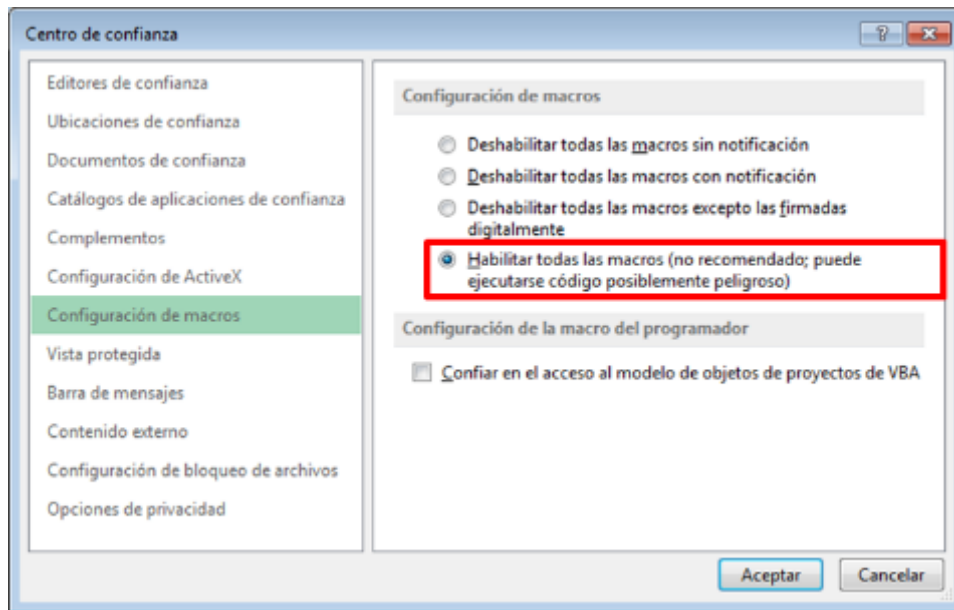 Centro de confianza
Editores de confianza
Ubicaciones de confianza
Documentos de confianza
Catálogos de aplicaciones de confianza
Complementos
Configuración de ActiveX
Configuración de macros
Vista protegida
Barra de mensajes
Contenido externo
Configuración de bloqueo de archivos
Opciones de privacidad
Configuración de macros
Deshabilitar todas las macros sin notificación
Deshabilitar todas las macros con notificación
Deshabilitar todas las macros excepto las firmadas
digitalmente
Habilitar todas las macros (no recomendado; puede
ejecutarse código posiblemente peligroso)
Configuración de la macro del programador
Confiar en el acceso al modelo de objetos de proyectos de VBA
Aceptar
Cancelar